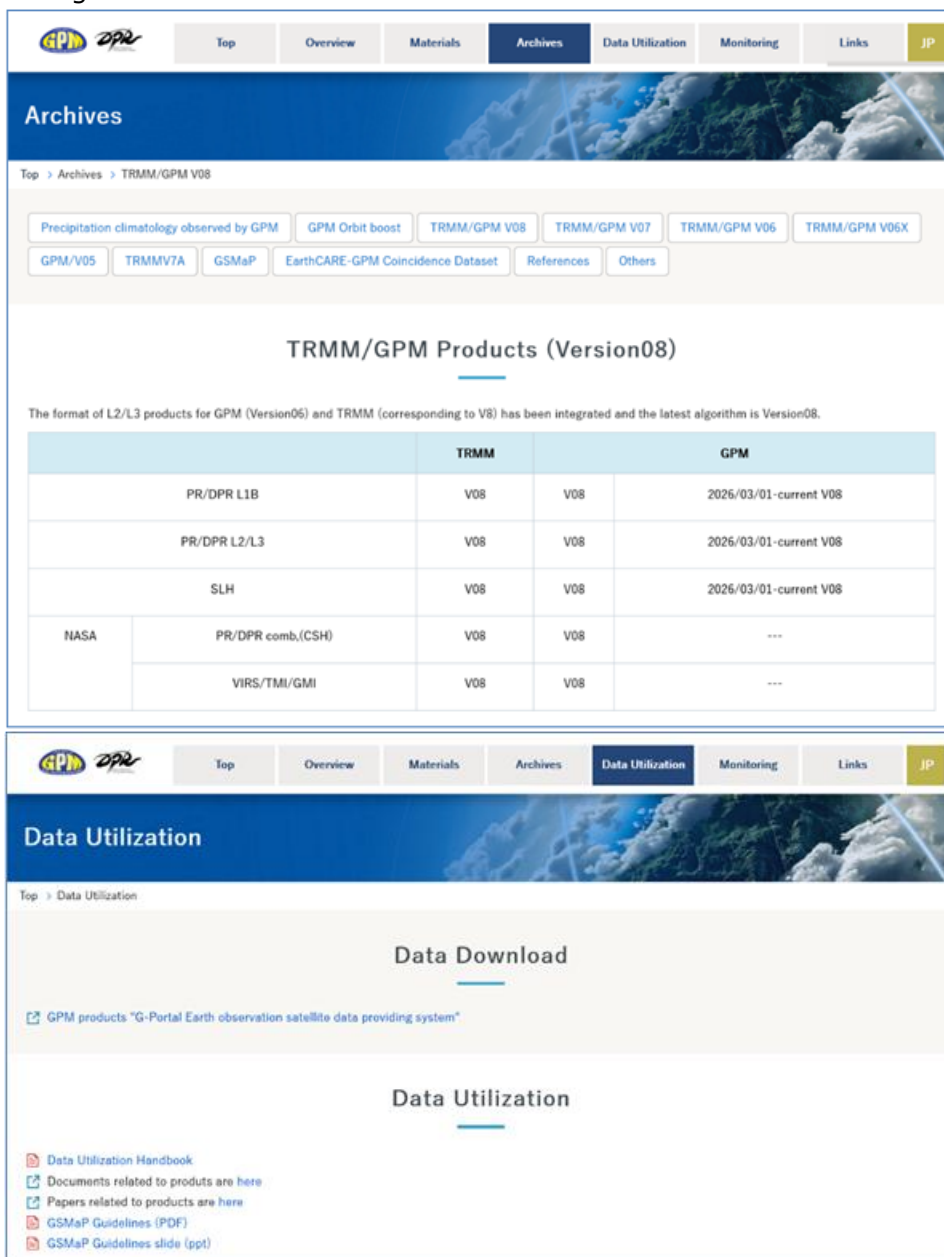 GPM DPR Top Overview Materials Archives Data Utilization Monitoring Links JP
Archives
Top > Archives > TRMM/GPM V08
Precipitation climatology observed by GPM GPM Orbit boost TRMM/GPM V08 TRMM/GPM V07 TRMM/GPM V06 TRMM/GPM V06X
GPM/V05 TRMMV7A GSMaP EarthCARE-GPM Coincidence Dataset References Others
TRMM/GPM Products (Version08)
The format of L2/L3 products for GPM (Version06) and TRMM (corresponding to V8) has been integrated and the latest algorithm is Version08.
TRMM GPM
PR/DPR L1B V08 V08 2026/03/01-current V08
PR/DPR L2/L3 V08 V08 2026/03/01-current V08
SLH V08 V08 2026/03/01-current V08
NASA PR/DPR comb,(CSH) V08 V08 ---
VIRS/TMI/GMI V08 V08 ---
GPM DPR Top Overview Materials Archives Data Utilization Monitoring Links JP
Data Utilization
Top > Data Utilization
Data Download
GPM products "G-Portal Earth observation satellite data providing system"
Data Utilization
Data Utilization Handbook
Documents related to produts are here
Papers related to products are here
GSMaP Guidelines (PDF)
GSMaP Guidelines slide (ppt)